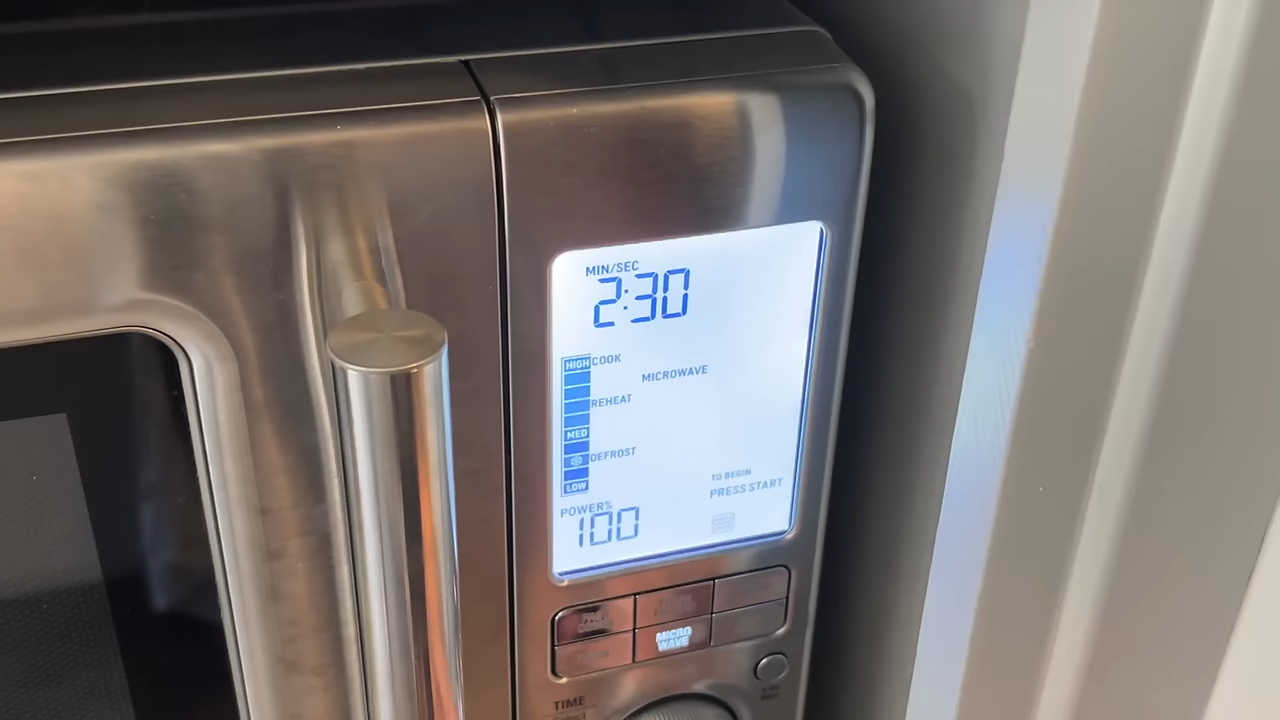 MIN/SEC
2:30
HIGH COOK
MICROWAVE
REHEAT
MED
DEFROST
LOW
TO BEGIN
PRESS START
POWER%
100
MICRO
WAVE
TIME